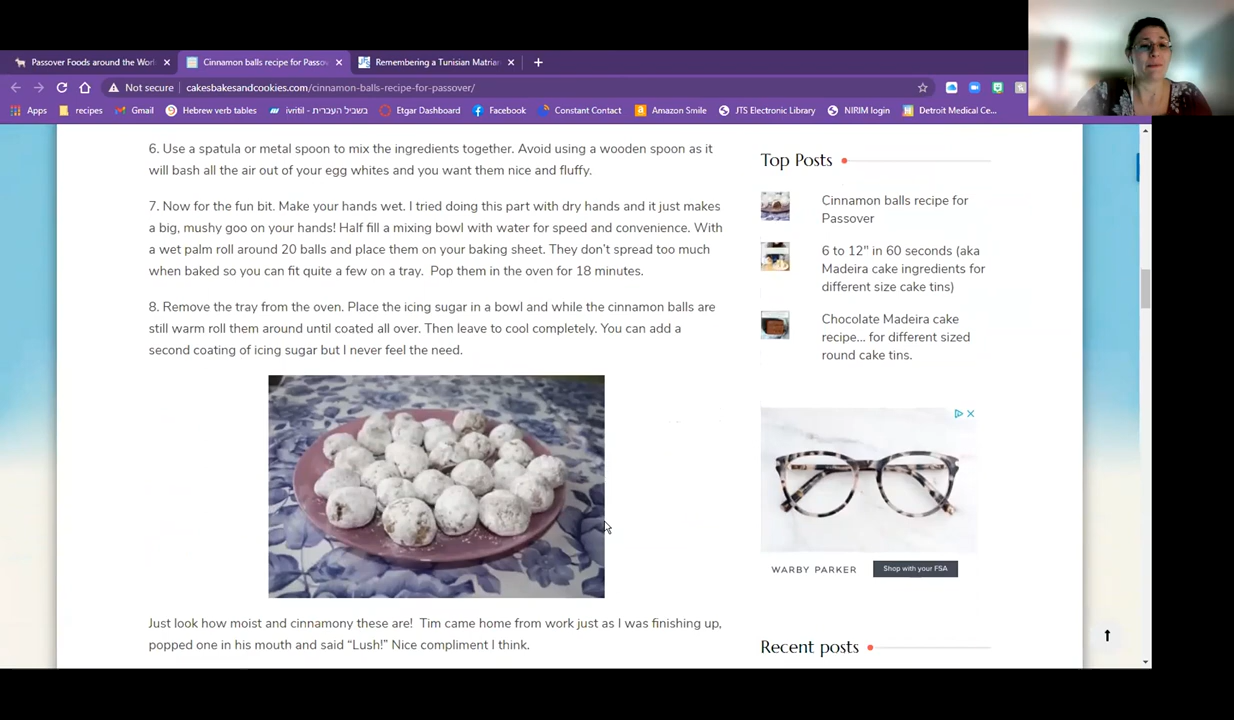 Passover Foods around the Worl
Cinnamon balls recipe for Passov
Remembering a Tunisian Matriar
Not secure
cakesbakesandcookies.com/cinnamon-balls-recipe-for-passover/
Apps
recipes
Gmail
Hebrew verb tables
ivitil - בשביל העברית
Etgar Dashboard
Facebook
Constant Contact
Amazon Smile
JTS Electronic Library
NIRIM login
Detroit Medical Ce...
6. Use a spatula or metal spoon to mix the ingredients together. Avoid using a wooden spoon as it
will bash all the air out of your egg whites and you want them nice and fluffy.
7. Now for the fun bit. Make your hands wet. I tried doing this part with dry hands and it just makes
a big, mushy goo on your hands! Half fill a mixing bowl with water for speed and convenience. With
a wet palm roll around 20 balls and place them on your baking sheet. They don't spread too much
when baked so you can fit quite a few on a tray. Pop them in the oven for 18 minutes.
8. Remove the tray from the oven. Place the icing sugar in a bowl and while the cinnamon balls are
still warm roll them around until coated all over. Then leave to cool completely. You can add a
second coating of icing sugar but I never feel the need.
Just look how moist and cinnamony these are! Tim came home from work just as I was finishing up,
popped one in his mouth and said “Lush!” Nice compliment I think.
Top Posts
Cinnamon balls recipe for
Passover
6 to 12" in 60 seconds (aka
Madeira cake ingredients for
different size cake tins)
Chocolate Madeira cake
recipe... for different sized
round cake tins.
WARBY PARKER
Shop with your FSA
Recent posts